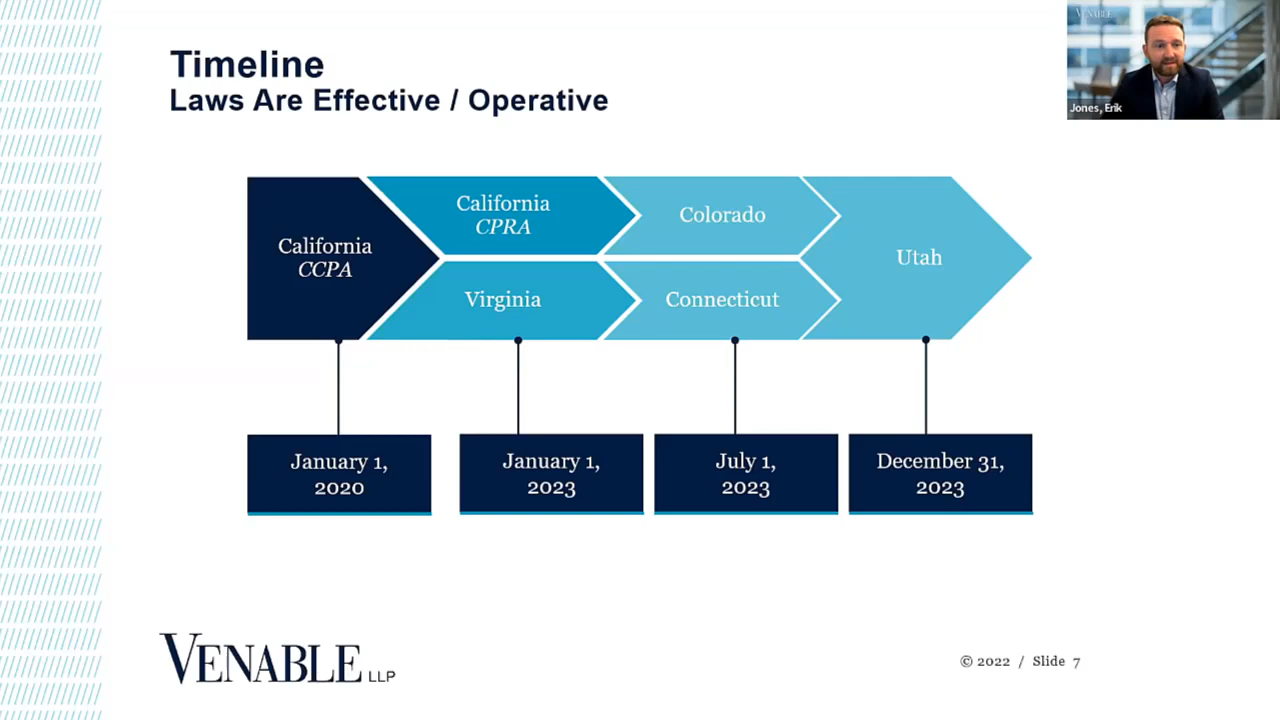 Timeline
Laws Are Effective / Operative
VENABLE
Jones, Erik
California
CCPA
California
CPRA
Virginia
Colorado
Connecticut
Utah
January 1,
2020
January 1,
2023
July 1,
2023
December 31,
2023
VENABLE LLP
© 2022 / Slide 7